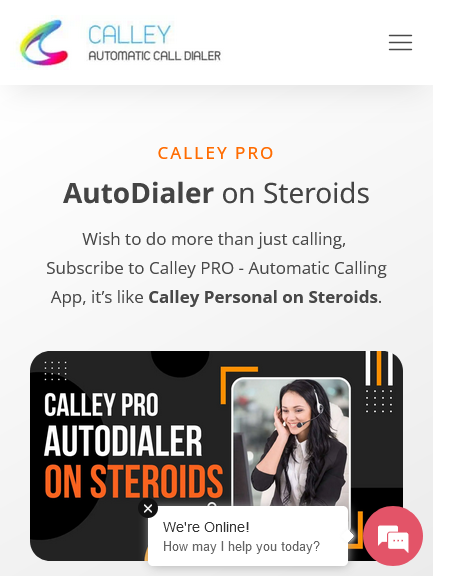 CALLEY
AUTOMATIC CALL DIALER
CALLEY PRO
AutoDialer on Steroids
Wish to do more than just calling,
Subscribe to Calley PRO - Automatic Calling
App, it’s like Calley Personal on Steroids.
CALLEY PRO
AUTODIALER
ON STEROIDS
We're Online!
How may I help you today?